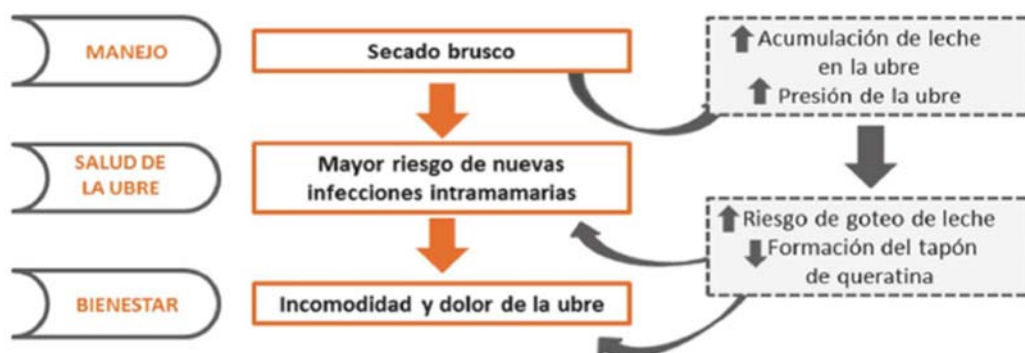 MANEJO
Secado brusco
Acumulación de leche
en la ubre
Presión de la ubre
SALUD DE
LA UBRE
Mayor riesgo de nuevas
infecciones intramamarias
Riesgo de goteo de leche
Formación del tapón
de queratina
BIENESTAR
Incomodidad y dolor de la ubre